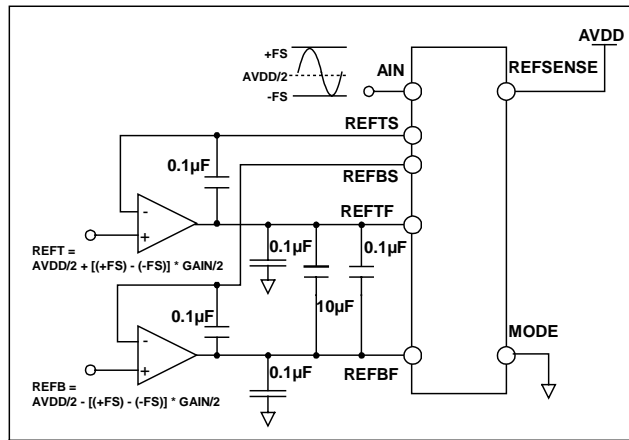 +FS
AVDD/2
-FS
AIN
AVDD
REFSENSE
REFTS
0.1µF
REFBS
-
+
REFTF
REFT =
AVDD/2 + [(+FS) - (-FS)] * GAIN/2
0.1µF
0.1µF
10µF
0.1µF
MODE
-
+
REFBF
REFB =
AVDD/2 - [(+FS) - (-FS)] * GAIN/2
0.1µF